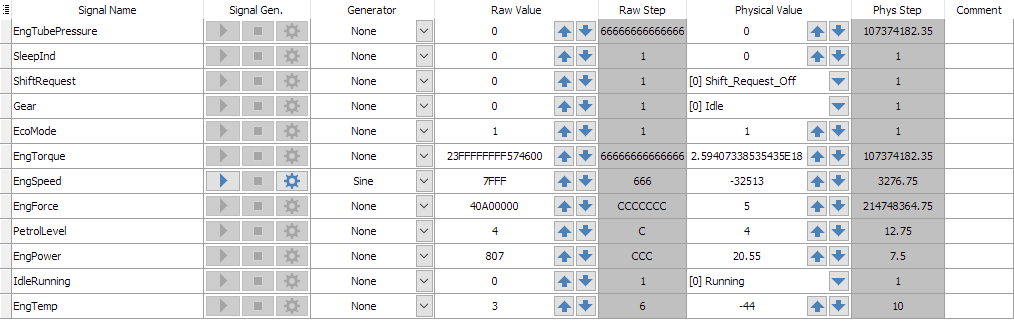 Signal Name Signal Gen. Generator Raw Value Raw Step Physical Value Phys Step Comment
EngTubePressure None 0 66666666666666 0 107374182.35
SleepInd None 0 1 0 1
ShiftRequest None 0 1 [0] Shift_Request_Off 1
Gear None 0 1 [0] Idle 1
EcoMode None 1 1 1 1
EngTorque None 23FFFFFFFF574600 66666666666666 2.59407338535435E18 107374182.35
EngSpeed Sine 7FFF 666 -32513 3276.75
EngForce None 40A00000 CCCCCCC 5 214748364.75
PetrolLevel None 4 C 4 12.75
EngPower None 807 CCC 20.55 7.5
IdleRunning None 0 1 [0] Running 1
EngTemp None 3 6 -44 10